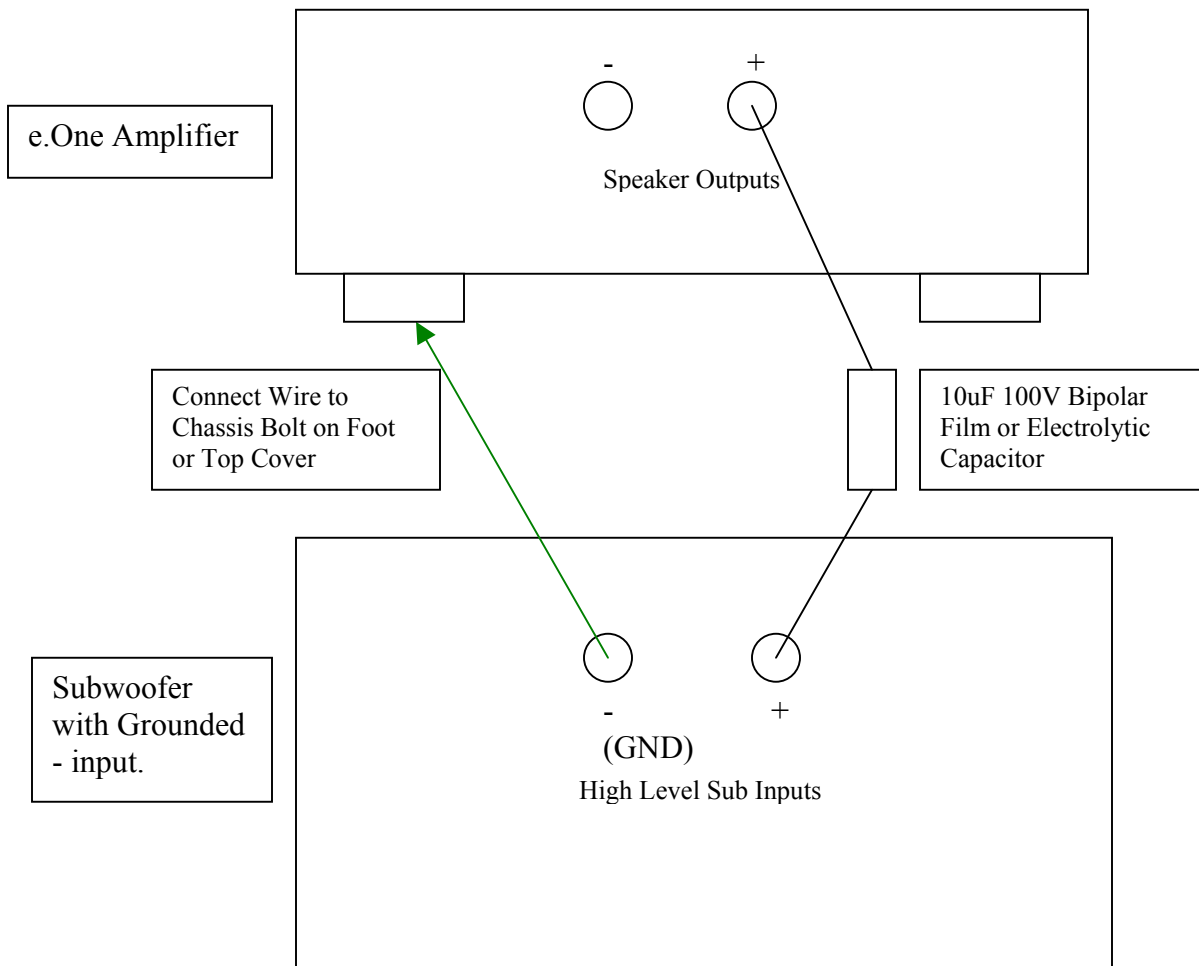 - +
e.One Amplifier
Speaker Outputs
Connect Wire to
Chassis Bolt on Foot
or Top Cover
10uF 100V Bipolar
Film or Electrolytic
Capacitor
Subwoofer
with Grounded
- input.
- +
(GND)
High Level Sub Inputs